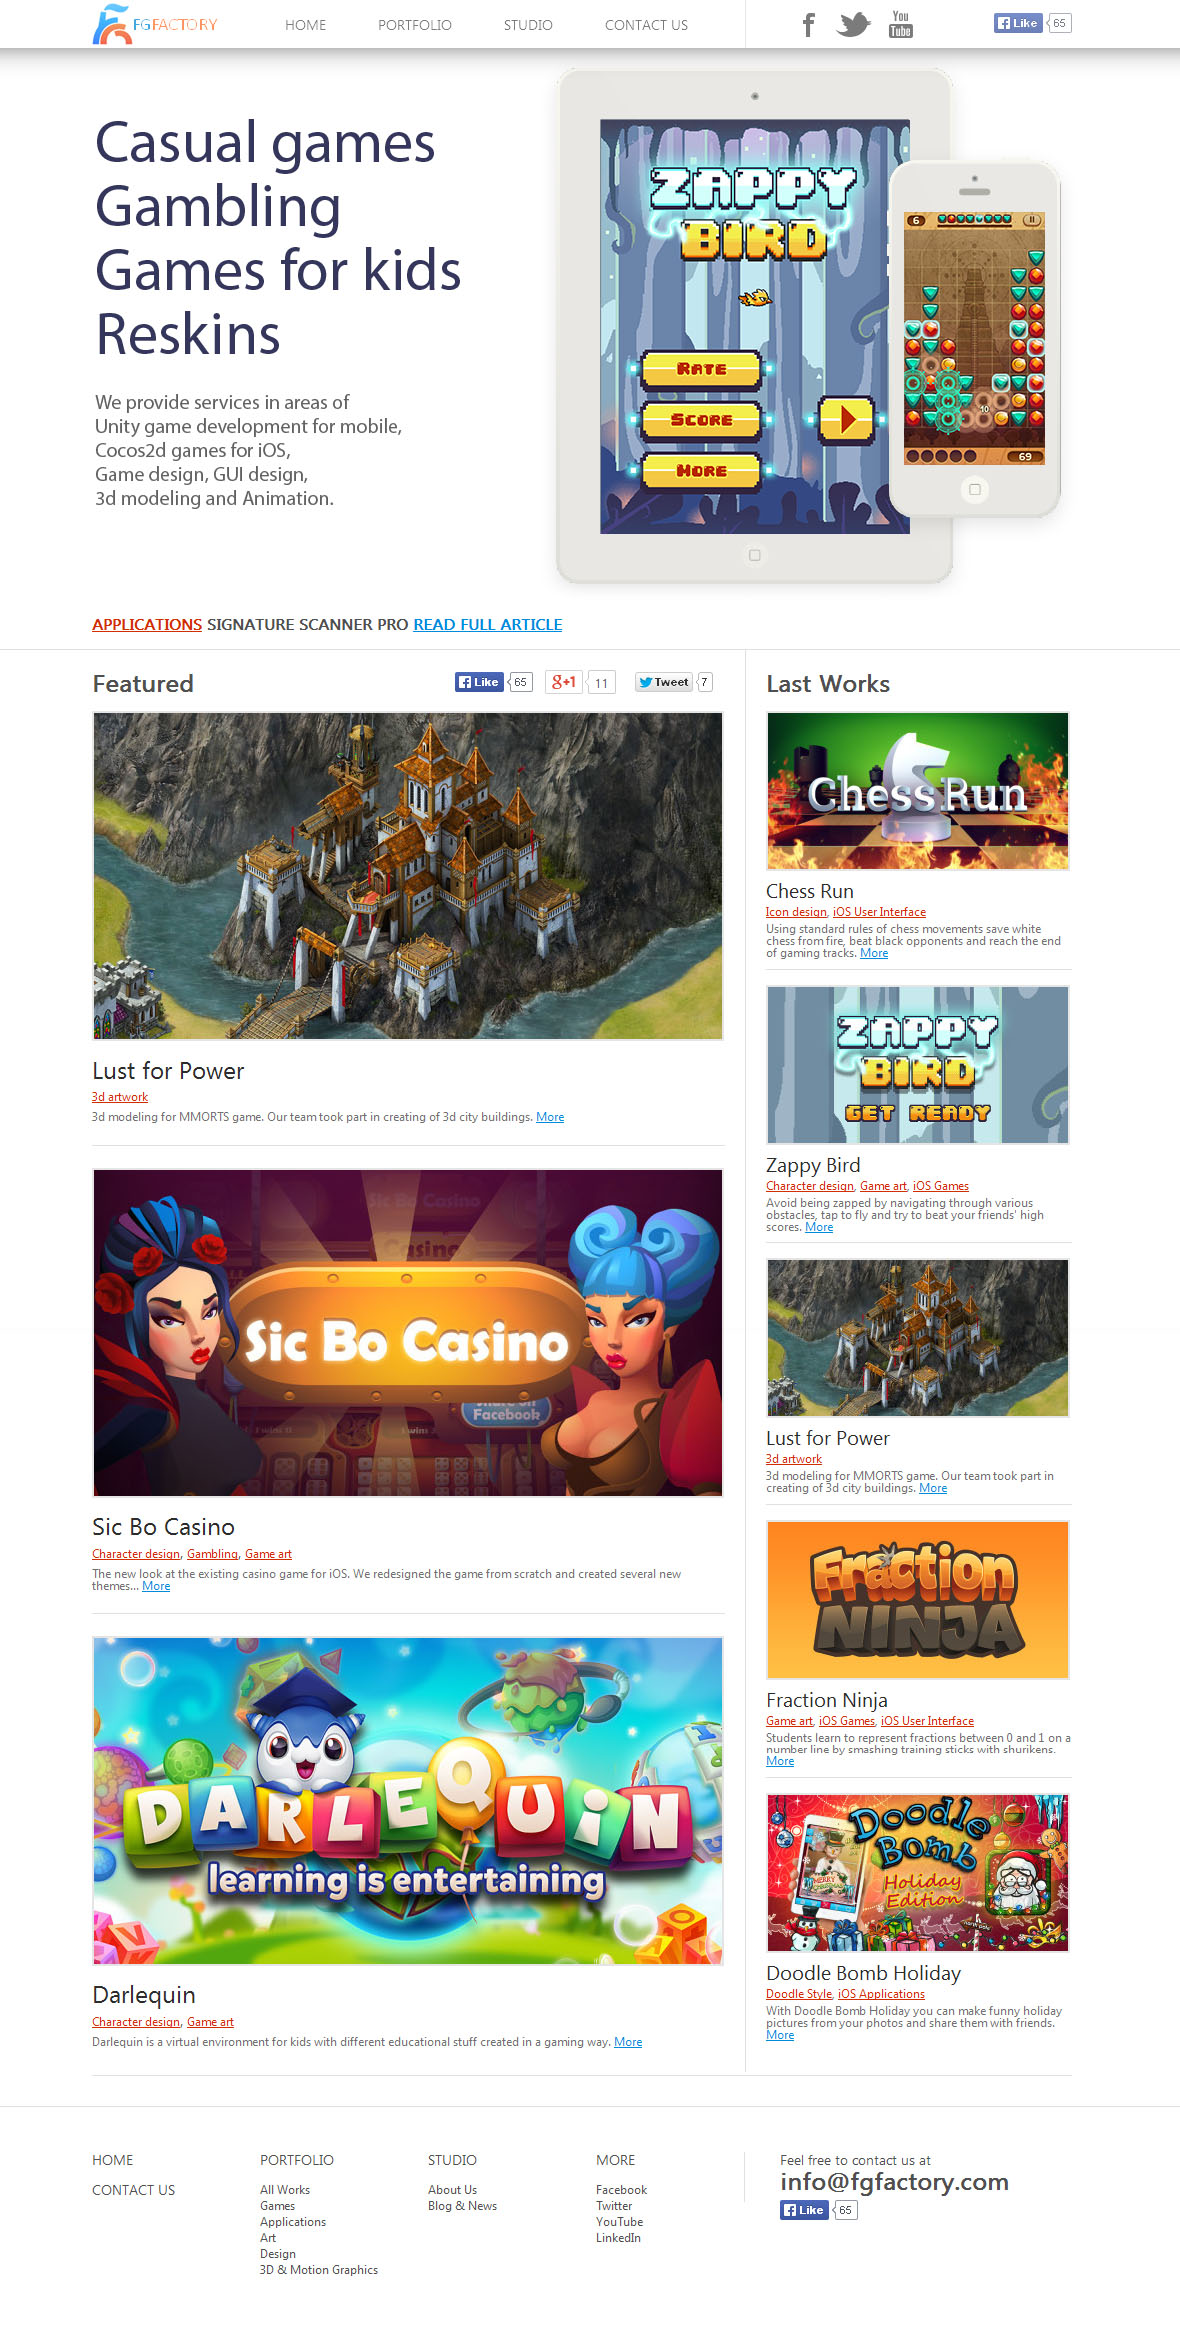 FGFACTORY
HOME
PORTFOLIO
STUDIO
CONTACT US
You
Tube
Like
65
Casual games
Gambling
Games for kids
Reskins
We provide services in areas of
Unity game development for mobile,
Cocos2d games for iOS,
Game design, GUI design,
3d modeling and Animation.
ZAPPY
BIRD
RATE
SCORE
MORE
6
10
69
APPLICATIONS SIGNATURE SCANNER PRO READ FULL ARTICLE
Featured
Like
65
g+1
11
Tweet
7
Lust for Power
3d artwork
3d modeling for MMORTS game. Our team took part in creating of 3d city buildings. More
Sic Bo Casino
Casino
Sic Bo Casino
Share on
Facebook
Sic Bo Casino
Character design, Gambling, Game art
The new look at the existing casino game for iOS. We redesigned the game from scratch and created several new
themes... More
DARLEQUiN
learning is entertaining
Darlequin
Character design, Game art
Darlequin is a virtual environment for kids with different educational stuff created in a gaming way. More
Last Works
Chess Run
Chess Run
Icon design, iOS User Interface
Using standard rules of chess movements save white
chess from fire, beat black opponents and reach the end
of gaming tracks. More
ZAPPY
BIRD
GET READY
Zappy Bird
Character design, Game art, iOS Games
Avoid being zapped by navigating through various
obstacles, tap to fly and try to beat your friends' high
scores. More
Lust for Power
3d artwork
3d modeling for MMORTS game. Our team took part in
creating of 3d city buildings. More
Fraction
NINJA
Fraction Ninja
Game art, iOS Games, iOS User Interface
Students learn to represent fractions between 0 and 1 on a
number line by smashing training sticks with shurikens.
More
Doodle
Bomb
Holiday
Edition
MERRY
CHRISTMAS
Doodle Bomb Holiday
Doodle Style, iOS Applications
With Doodle Bomb Holiday you can make funny holiday
pictures from your photos and share them with friends.
More
HOME
CONTACT US
PORTFOLIO
All Works
Games
Applications
Art
Design
3D & Motion Graphics
STUDIO
About Us
Blog & News
MORE
Facebook
Twitter
YouTube
LinkedIn
Feel free to contact us at
info@fgfactory.com
Like
65